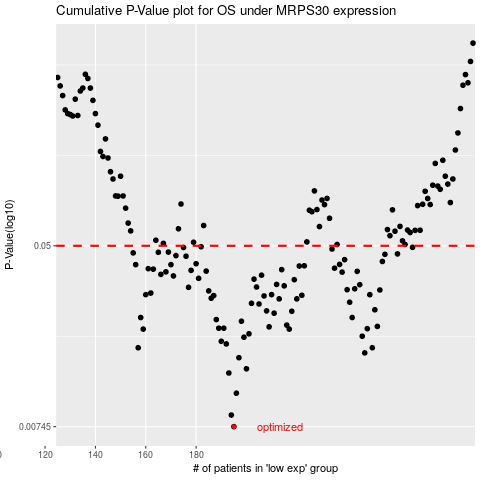 Cumulative P-Value plot for OS under MRPS30 expression
P-Value(log10)
0.05
0.00745
optimized
0 120 140 160 180
# of patients in 'low exp' group